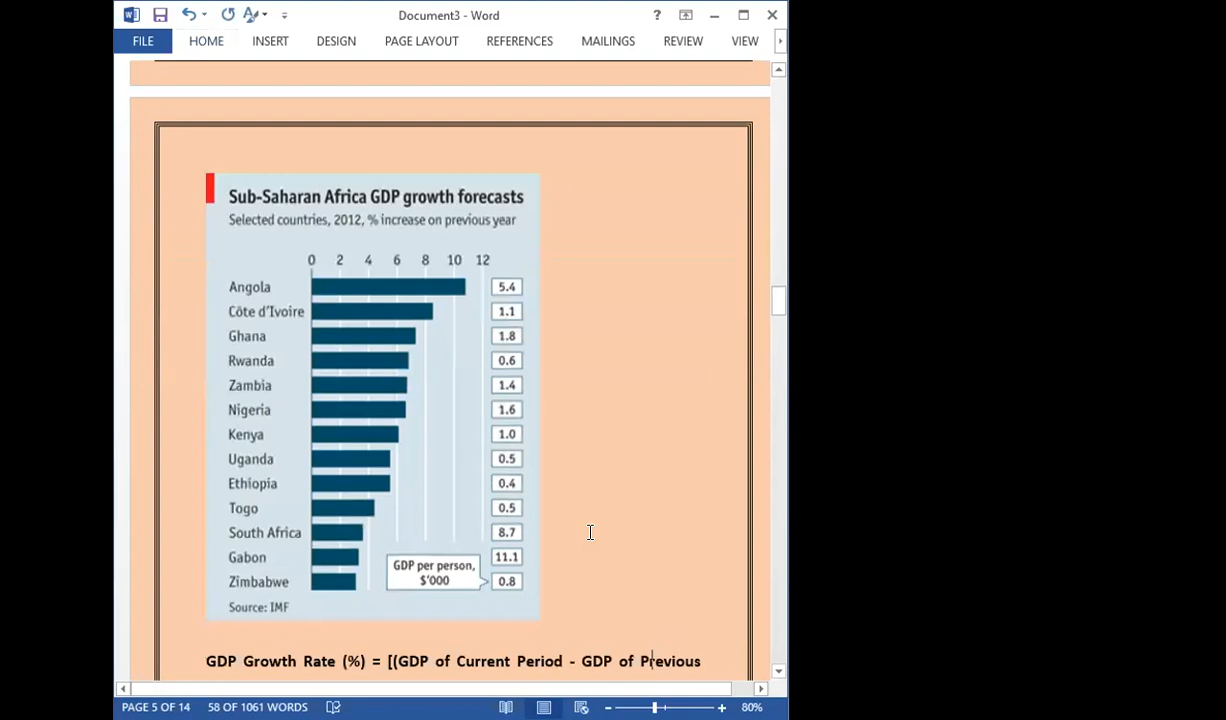 Document3 - Word
FILE HOME INSERT DESIGN PAGE LAYOUT REFERENCES MAILINGS REVIEW VIEW
Sub-Saharan Africa GDP growth forecasts
Selected countries, 2012, % increase on previous year
0 2 4 6 8 10 12
Angola 5.4
Côte d'Ivoire 1.1
Ghana 1.8
Rwanda 0.6
Zambia 1.4
Nigeria 1.6
Kenya 1.0
Uganda 0.5
Ethiopia 0.4
Togo 0.5
South Africa 8.7
Gabon 11.1
GDP per person,
$'000
Zimbabwe 0.8
Source: IMF
GDP Growth Rate (%) = [(GDP of Current Period - GDP of Previous
PAGE 5 OF 14 58 OF 1061 WORDS 80%